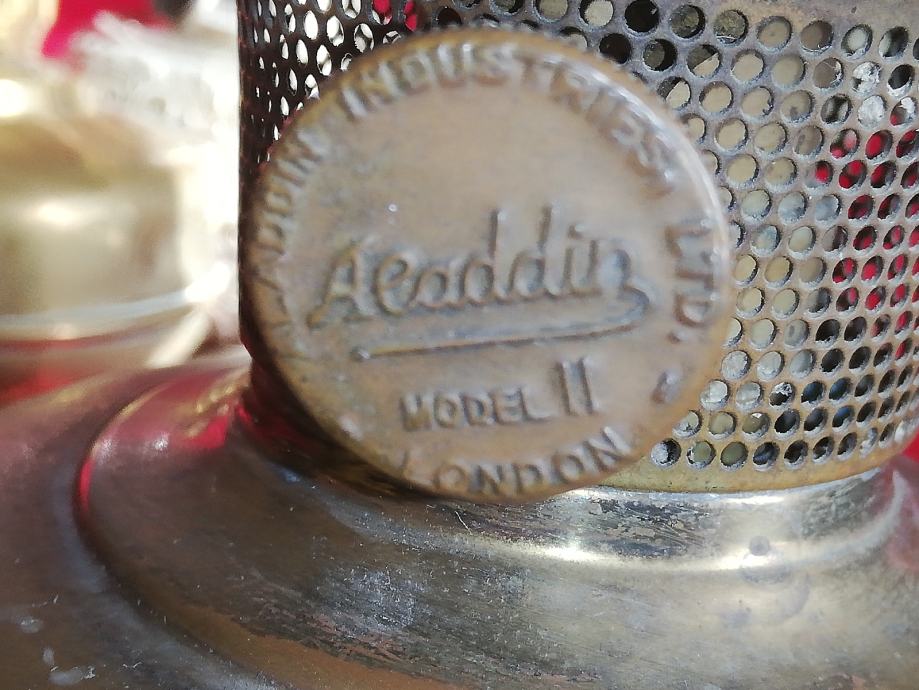 ALADDIN INDUSTRIES LTD.
Aladdin
MODEL 11
LONDON